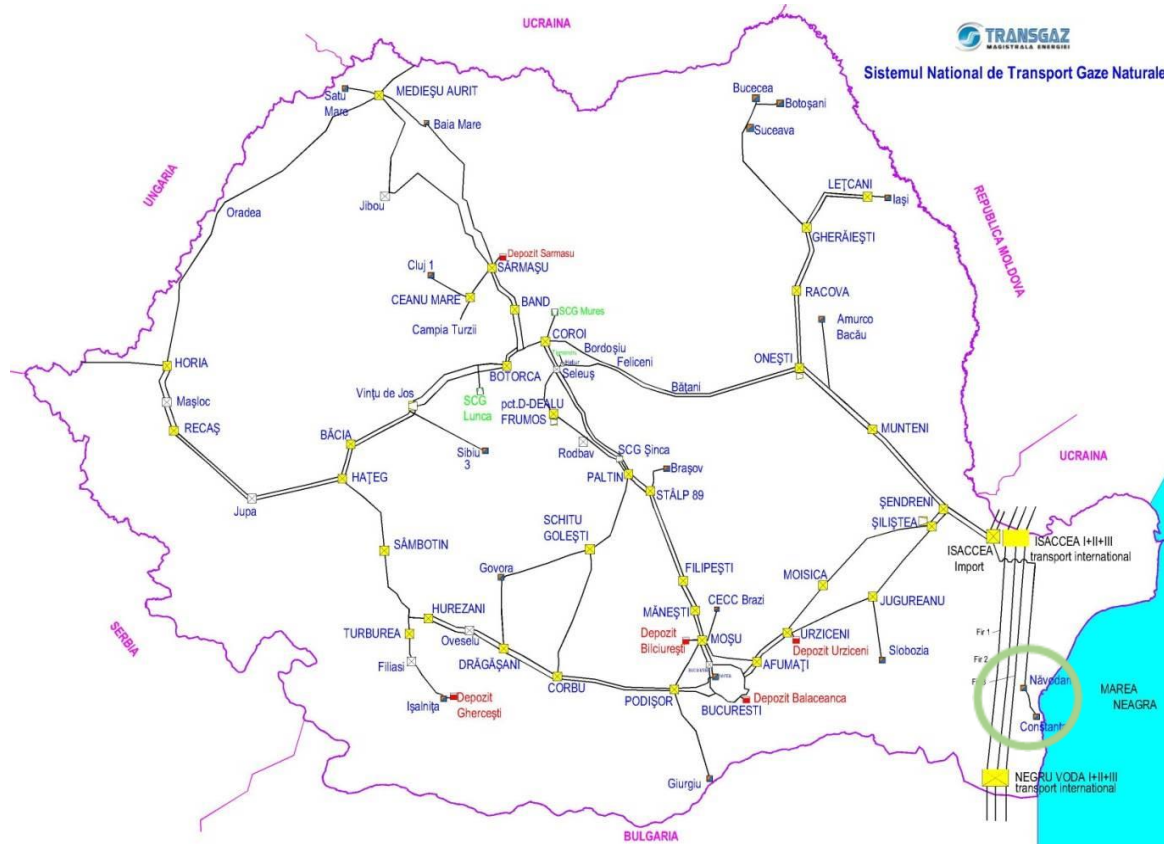 UCRAINA
TRANSGAZ
MAGISTRALA ENERGIEI
Sistemul National de Transport Gaze Naturale
Satu
Mare
MEDIEŞU AURIT
Baia Mare
Bucecea
Botoşani
Suceava
UNGARIA
Oradea
Jibou
LEŢCANI
Iaşi
REPUBLICA MOLDOVA
GHERĂIEŞTI
Depozit Sarmasu
SĂRMAŞU
Cluj 1
CEANU MARE
Campia Turzii
BAND
SCG Mures
RACOVA
Amurco
Bacău
COROI
Bordoşiu
Feliceni
Seleuş
Băţani
ONEŞTI
HORIA
Maşloc
RECAŞ
BOTORCA
Vinţu de Jos
SCG
Lunca
pct.D-DEALU
FRUMOS
BĂCIA
Sibiu
3
Rodbav
SCG Şinca
MUNTENI
HAŢEG
PALTIN
Braşov
STÂLP 89
Jupa
UCRAINA
ŞENDRENI
ŞILIŞTEA
ISACCEA
Import
ISACCEA I+II+III
transport international
SÂMBOTIN
SCHITU
GOLEŞTI
Govora
FILIPEŞTI
MOISICA
CECC Brazi
MĂNEŞTI
JUGUREANU
HUREZANI
TURBUREA
Oveselu
Depozit
Bilciureşti
MOŞU
URZICENI
Depozit Urziceni
Slobozia
Fir 1
Fir 2
SERBIA
Filiasi
DRĂGĂŞANI
CORBU
AFUMAŢI
PODIŞOR
BUCURESTI
Depozit Balaceanca
Işalniţa
Depozit
Gherceşti
Năvodari
MAREA
NEAGRA
Constanta
Giurgiu
NEGRU VODA I+II+III
transport international
BULGARIA